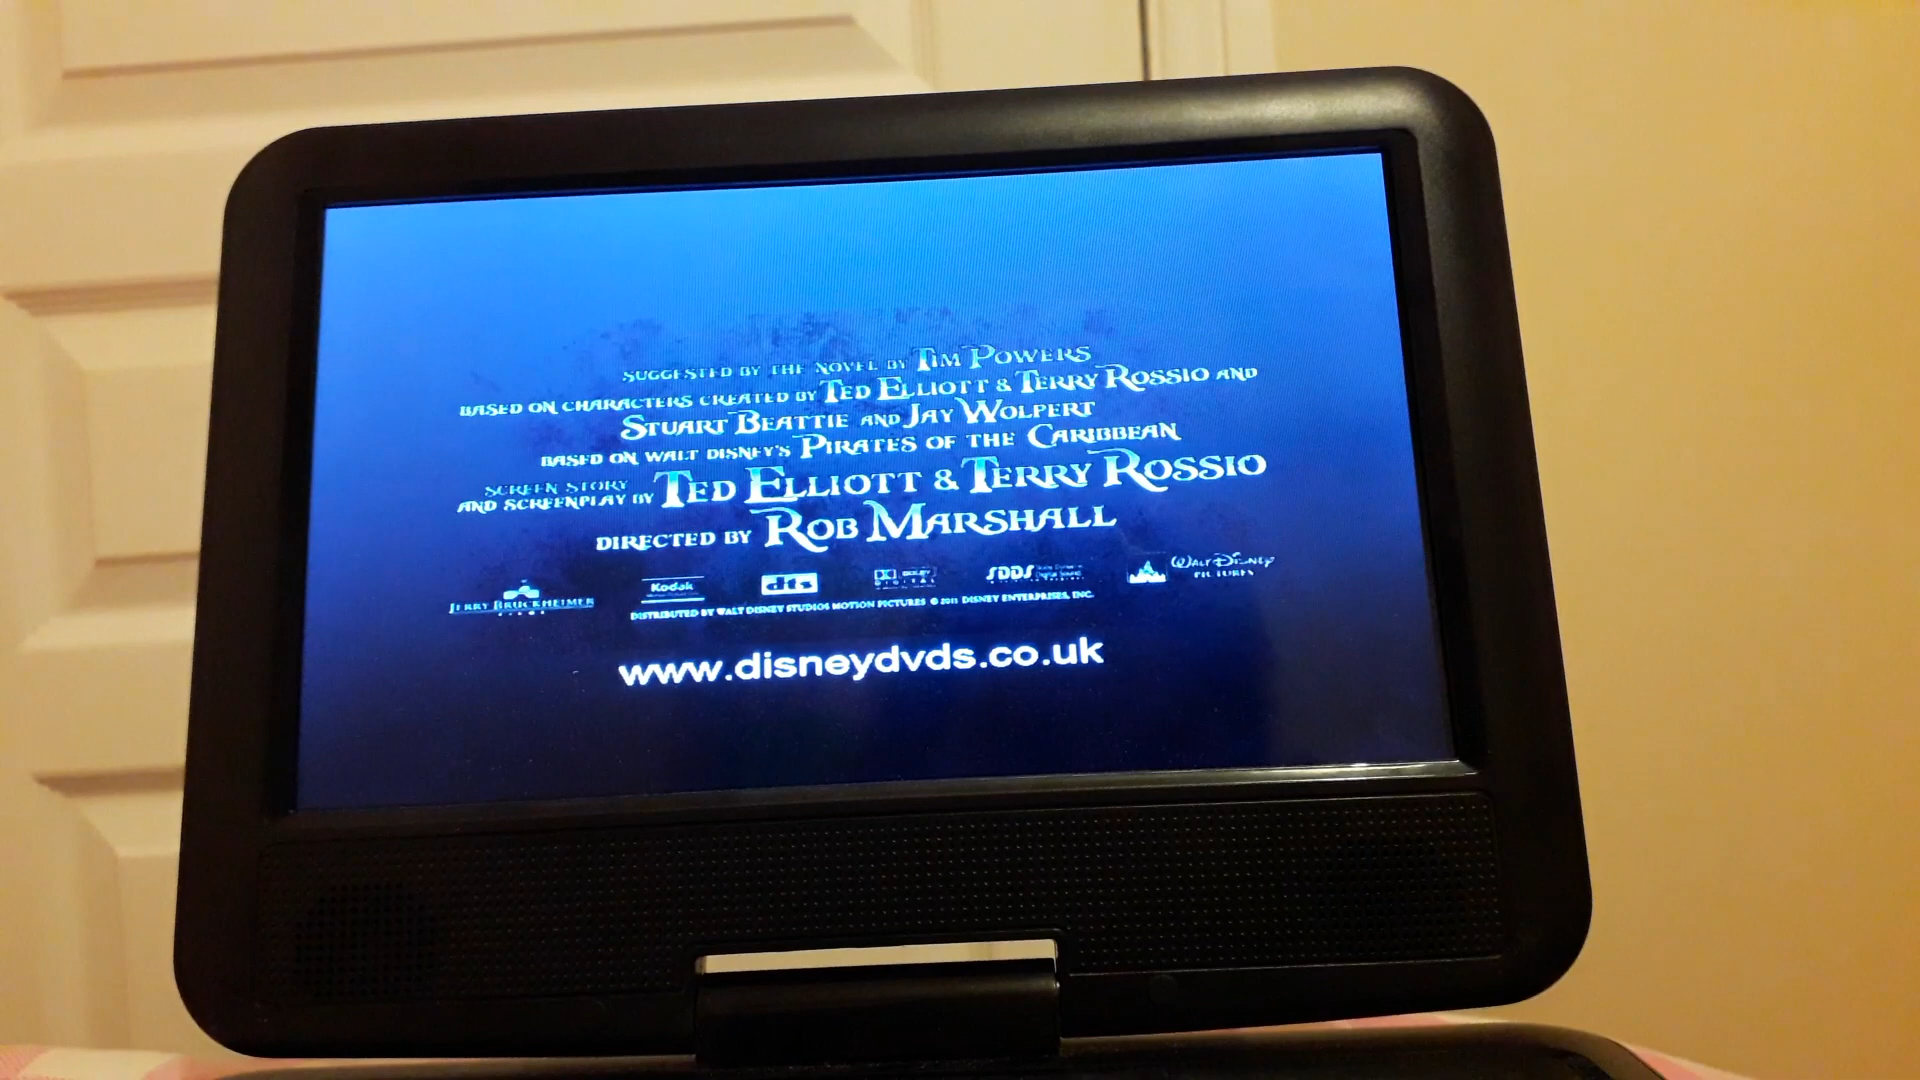 SUGGESTED BY THE NOVEL BY TIM POWERS
BASED ON CHARACTERS CREATED BY TED ELLIOTT & TERRY ROSSIO AND
STUART BEATTIE AND JAY WOLPERT
BASED ON WALT DISNEY'S PIRATES OF THE CARIBBEAN
SCREEN STORY
AND SCREENPLAY BY TED ELLIOTT & TERRY ROSSIO
DIRECTED BY ROB MARSHALL
JERRY BRUCKHEIMER
FILMS
Kodak
dts
DOLBY
DIGITAL
SDDS
WALT DISNEY
PICTURES
DISTRIBUTED BY WALT DISNEY STUDIOS MOTION PICTURES © 2011 DISNEY ENTERPRISES, INC.
www.disneydvds.co.uk